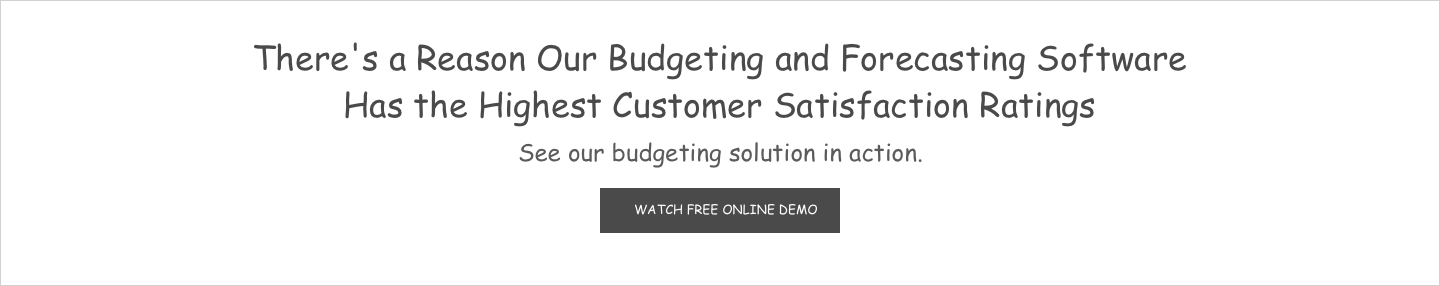 There's a Reason Our Budgeting and Forecasting Software
Has the Highest Customer Satisfaction Ratings
See our budgeting solution in action.
WATCH FREE ONLINE DEMO